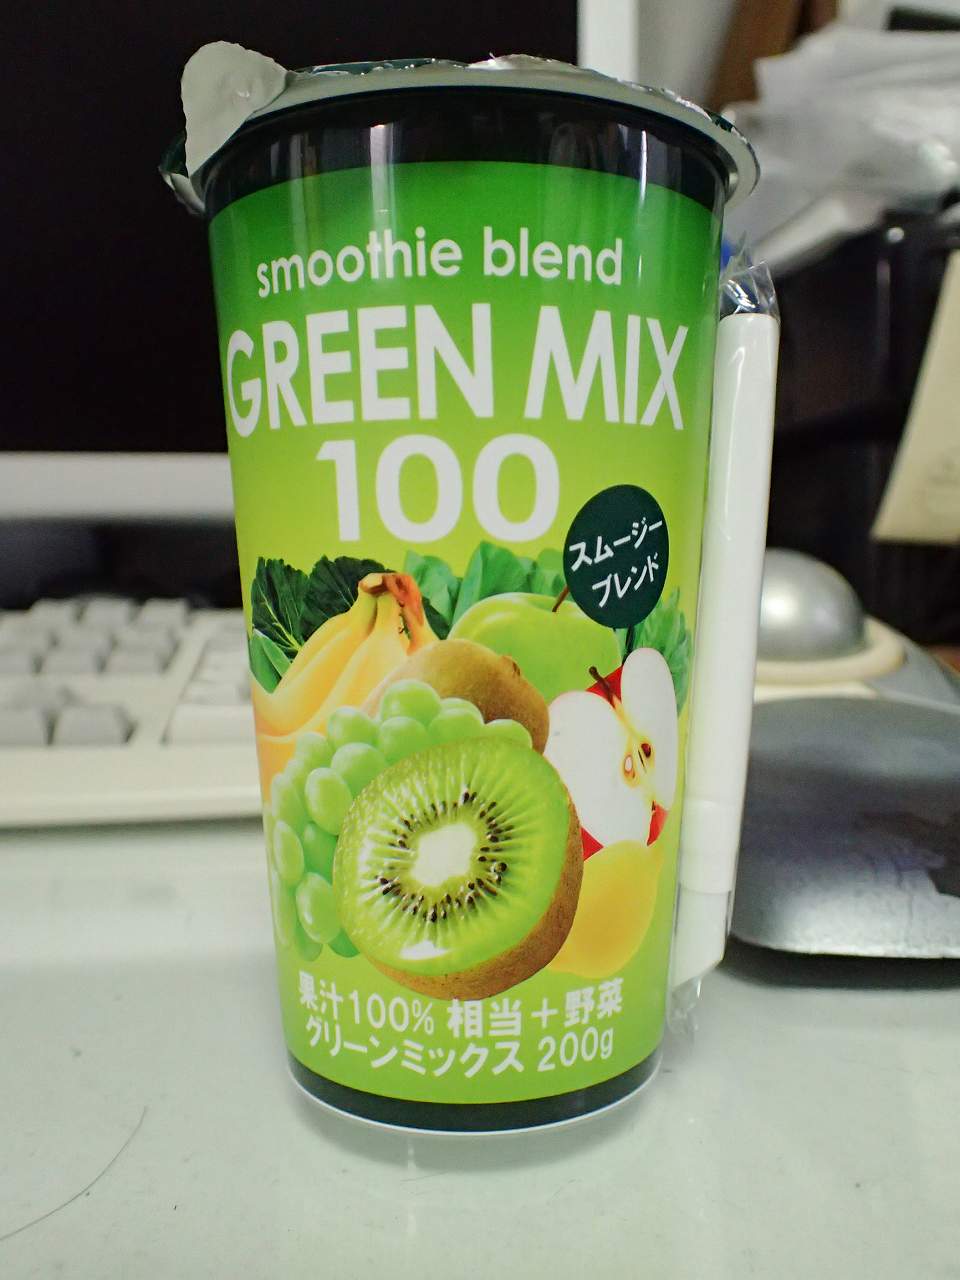 smoothie blend
GREEN MIX
100
スムージー
ブレンド
果汁100% 相当+野菜
グリーンミックス 200g